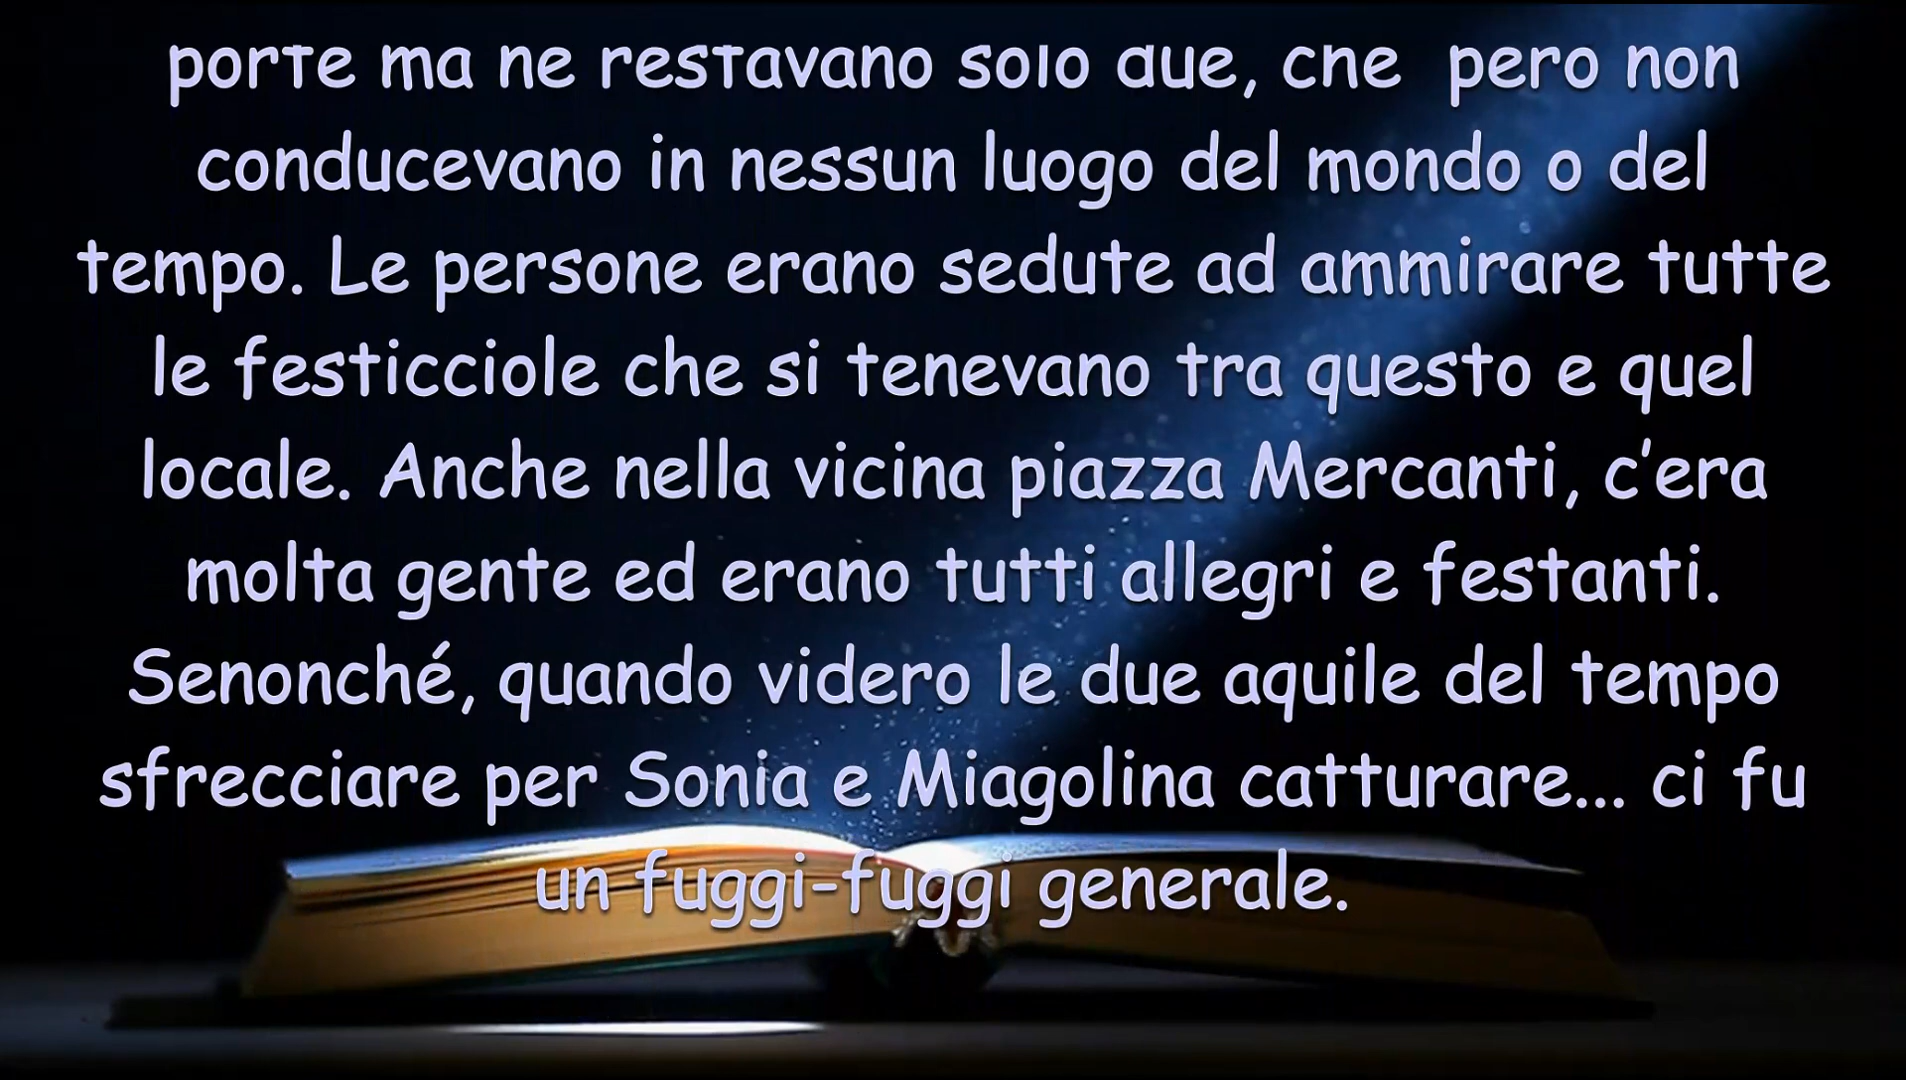 porte ma ne restavano solo due, che  però non
conducevano in nessun luogo del mondo o del
tempo. Le persone erano sedute ad ammirare tutte
le festicciole che si tenevano tra questo e quel
locale. Anche nella vicina piazza Mercanti, c’era
molta gente ed erano tutti allegri e festanti.
Senonché, quando videro le due aquile del tempo
sfrecciare per Sonia e Miagolina catturare... ci fu
un fuggi-fuggi generale.